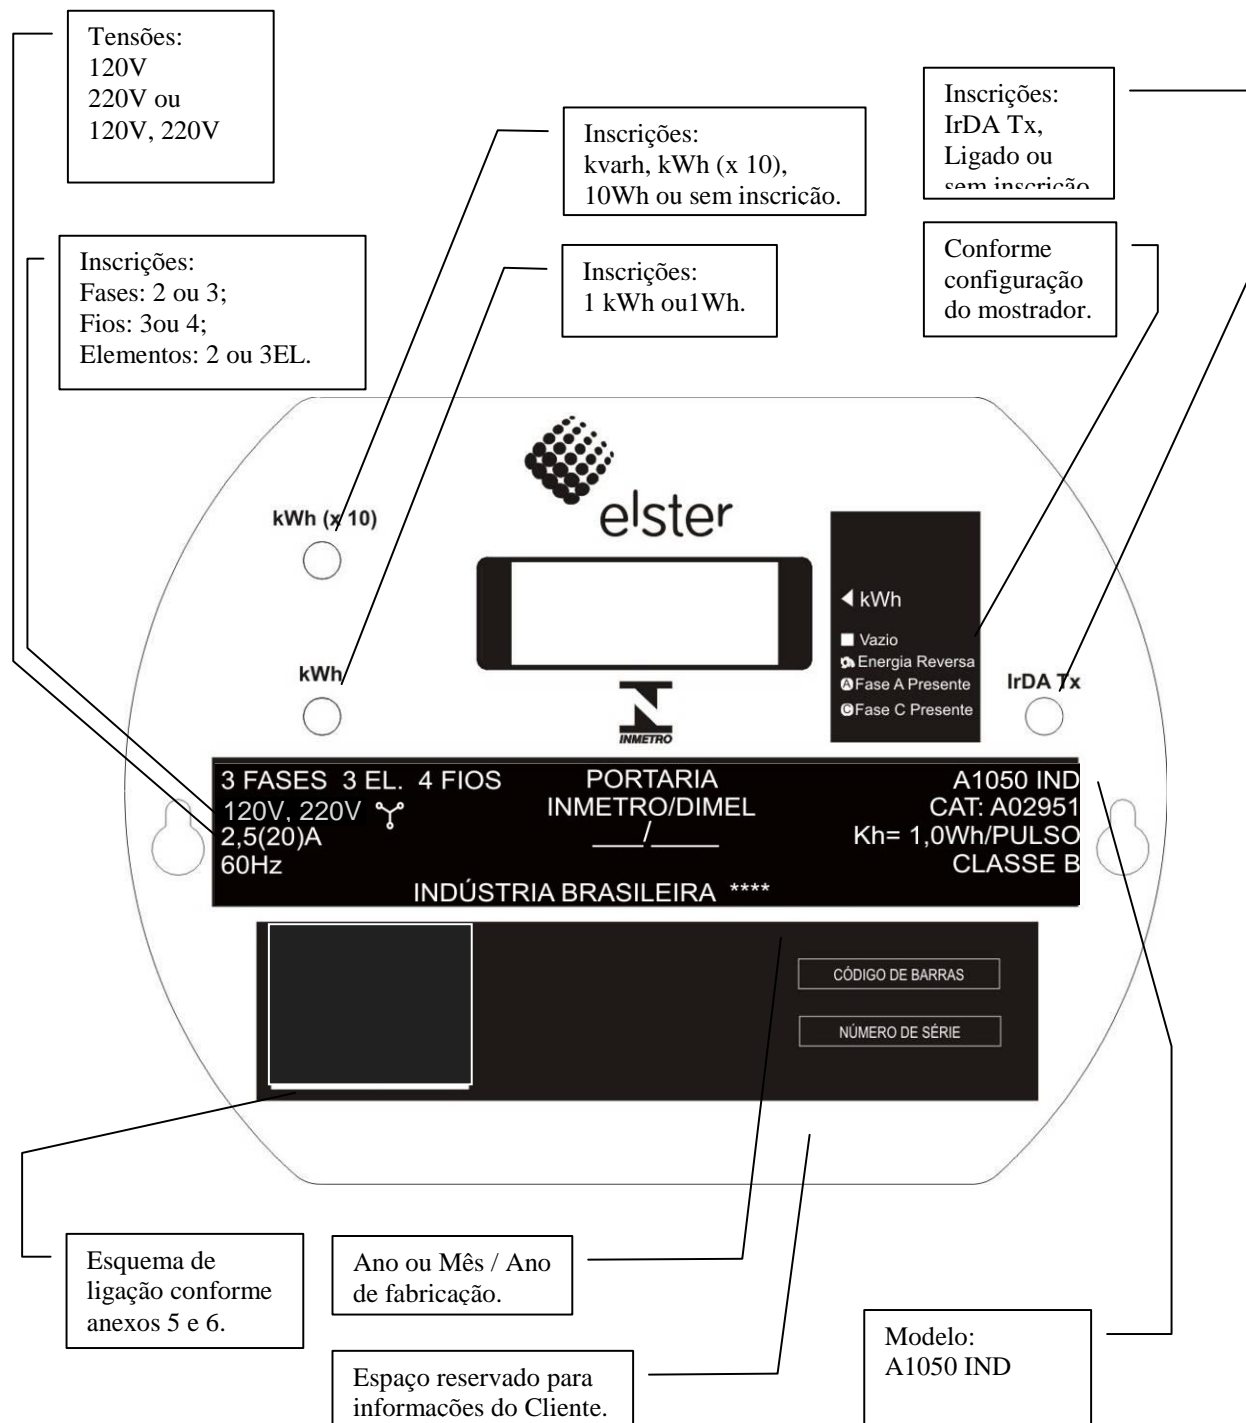 Tensões:
120V
220V ou
120V, 220V
Inscrições:
kvarh, kWh (x 10),
10Wh ou sem inscrição.
Inscrições:
IrDA Tx,
Ligado ou
sem inscrição
Inscrições:
Fases: 2 ou 3;
Fios: 3ou 4;
Elementos: 2 ou 3EL.
Inscrições:
1 kWh ou1Wh.
Conforme
configuração
do mostrador.
elster
kWh (x 10)
kWh
kWh
Vazio
Energia Reversa
A Fase A Presente
C Fase C Presente
IrDA Tx
INMETRO
3 FASES 3 EL. 4 FIOS
120V, 220V
2,5(20)A
60Hz
PORTARIA
INMETRO/DIMEL
___/____
A1050 IND
CAT: A02951
Kh= 1,0Wh/PULSO
CLASSE B
INDÚSTRIA BRASILEIRA ****
CÓDIGO DE BARRAS
NÚMERO DE SÉRIE
Esquema de
ligação conforme
anexos 5 e 6.
Ano ou Mês / Ano
de fabricação.
Espaço reservado para
informações do Cliente.
Modelo:
A1050 IND